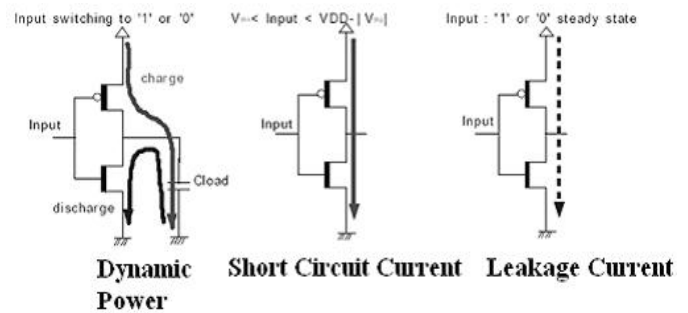 Input switching to "1" or "0"
charge
Input
Cload
discharge
Dynamic
Power
< Input < VDD-
Input
Short Circuit Current
Input : "1" or "0" steady state
Input
Leakage Current